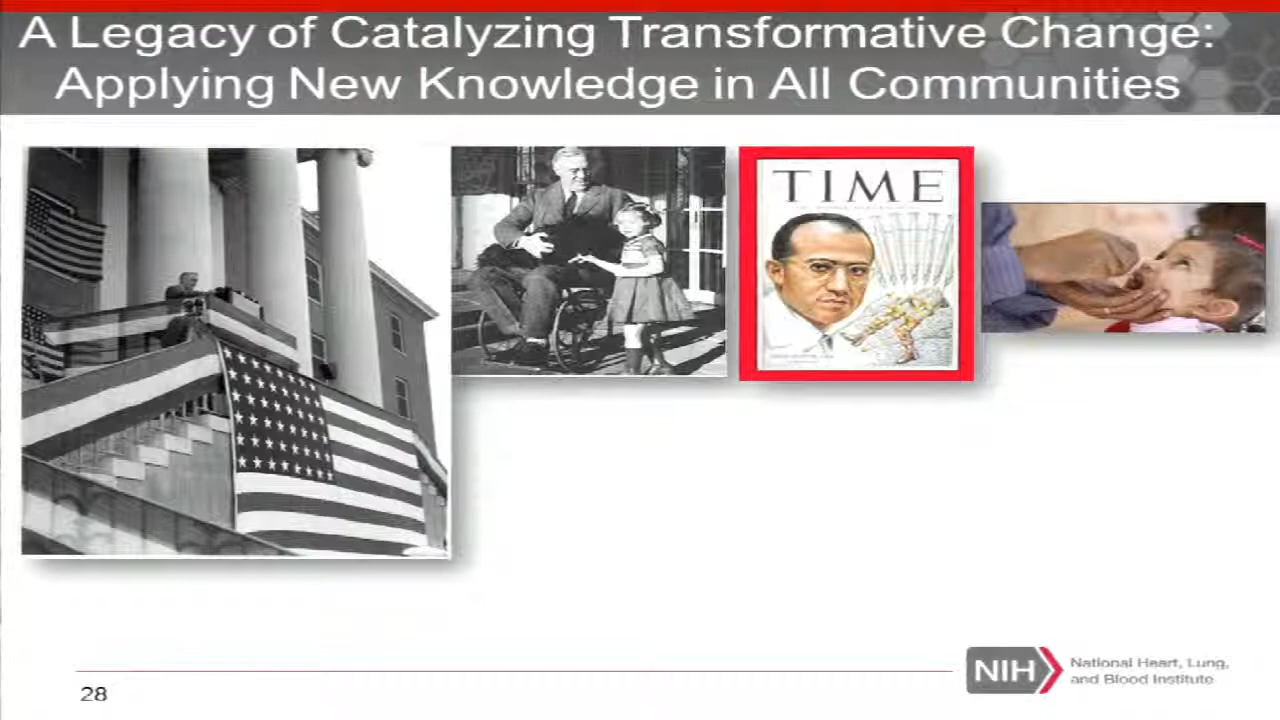 A Legacy of Catalyzing Transformative Change:
Applying New Knowledge in All Communities
TIME
28
NIH
National Heart, Lung,
and Blood Institute